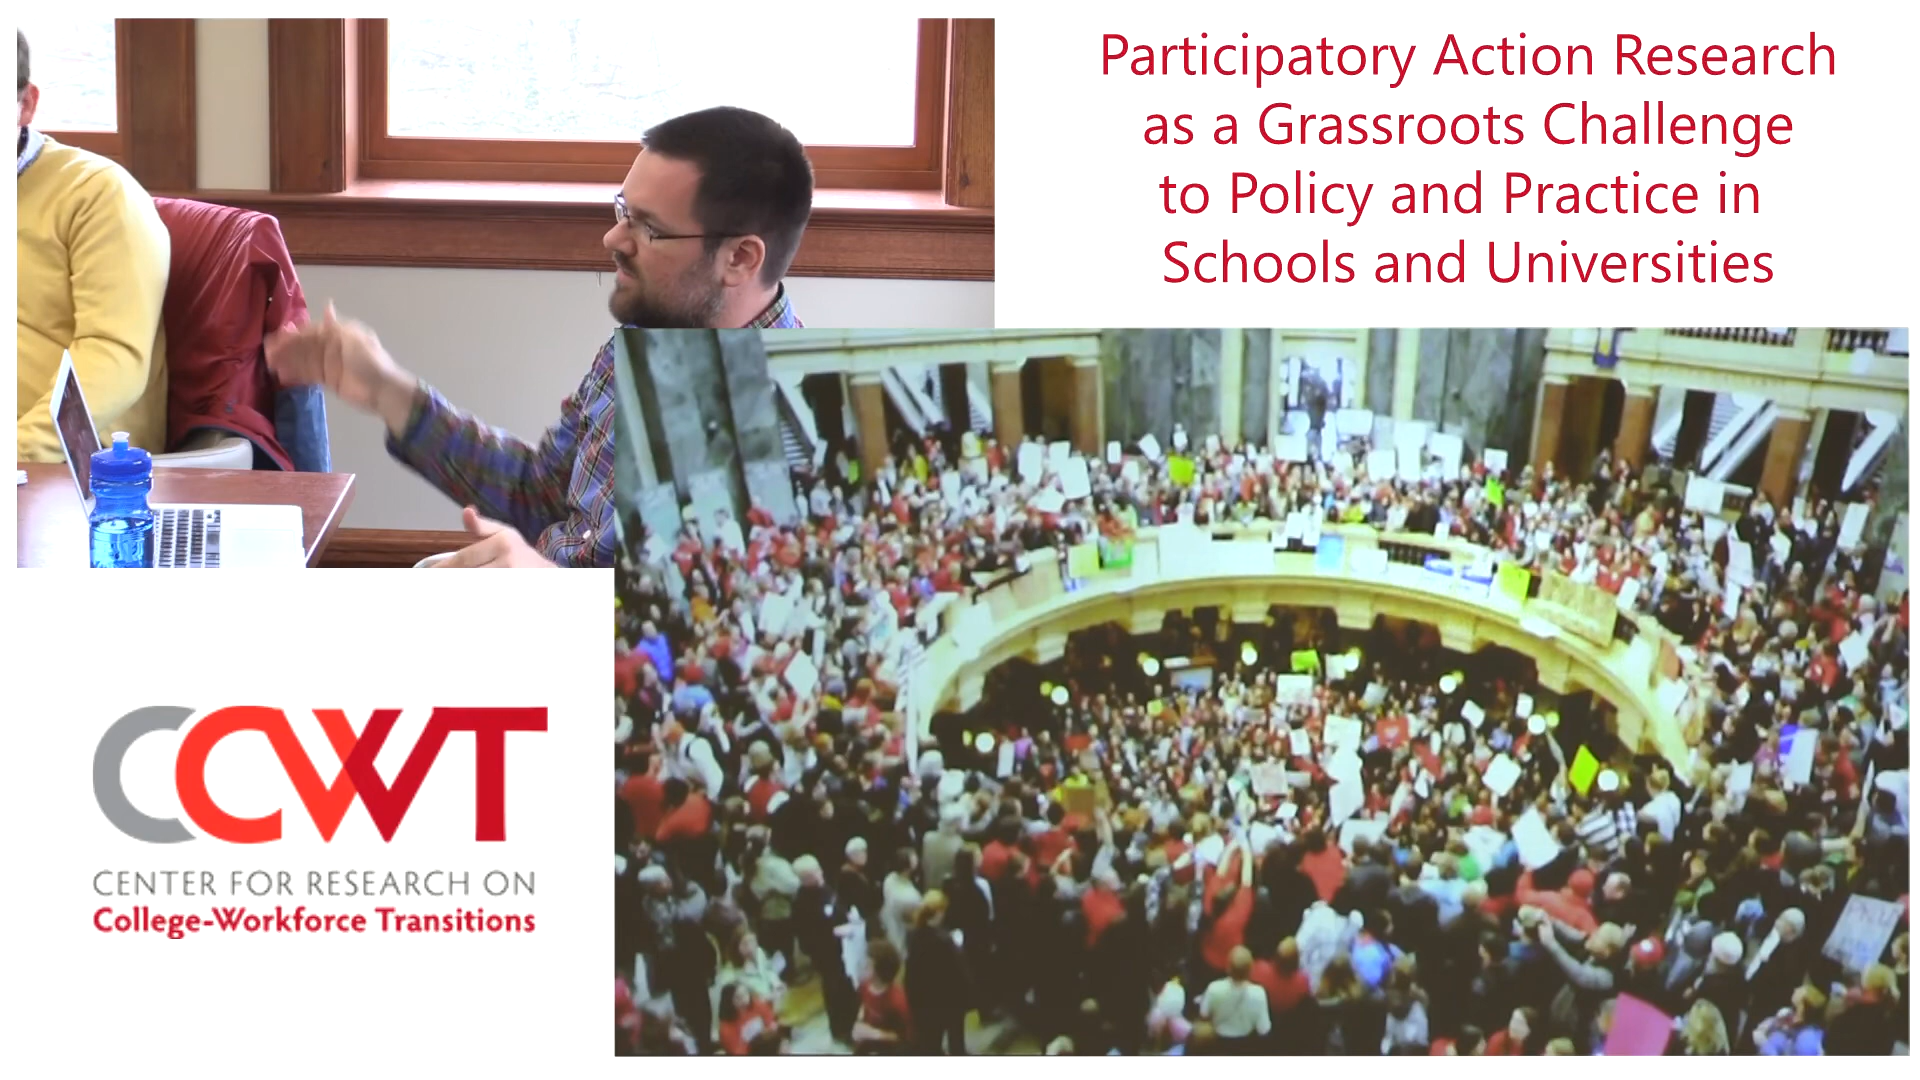 Participatory Action Research
as a Grassroots Challenge
to Policy and Practice in
Schools and Universities
CCWT
CENTER FOR RESEARCH ON
College-Workforce Transitions